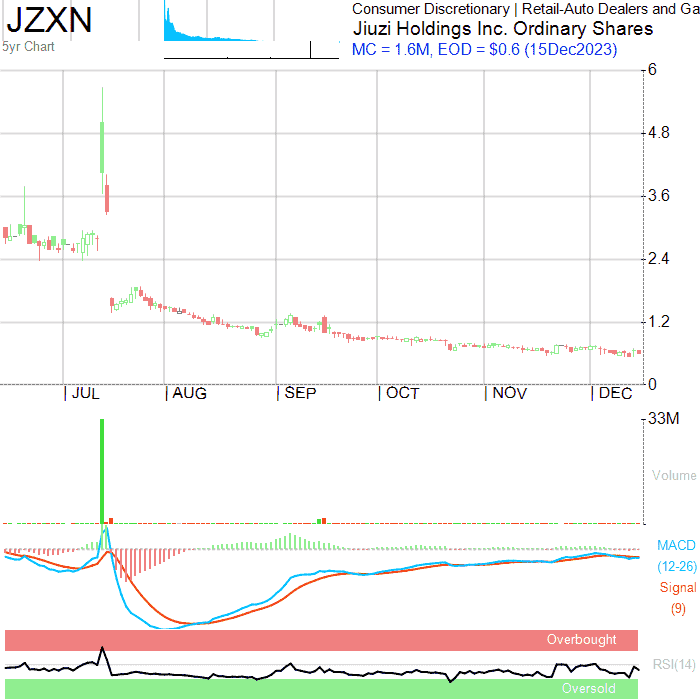 JZXN
Consumer Discretionary | Retail-Auto Dealers and Ga
Jiuzi Holdings Inc. Ordinary Shares
5yr Chart
MC = 1.6M, EOD = $0.6 (15Dec2023)
6
4.8
3.6
2.4
1.2
0
JUL
AUG
SEP
OCT
NOV
DEC
33M
Volume
MACD
(12-26)
Signal
(9)
Overbought
RSI(14)
Oversold